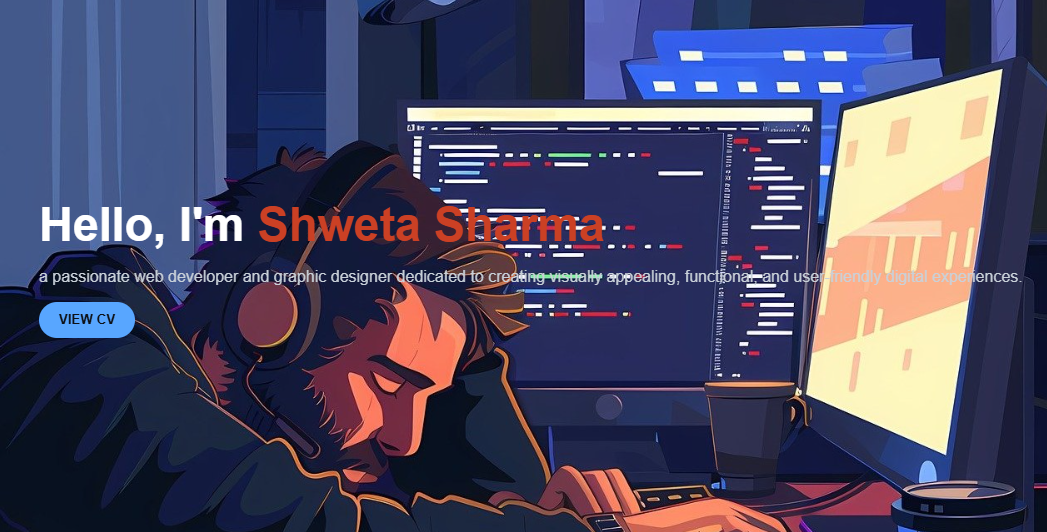 Hello, I'm Shweta Sharma
a passionate web developer and graphic designer dedicated to creating visually appealing, functional, and user-friendly digital experiences.
VIEW CV